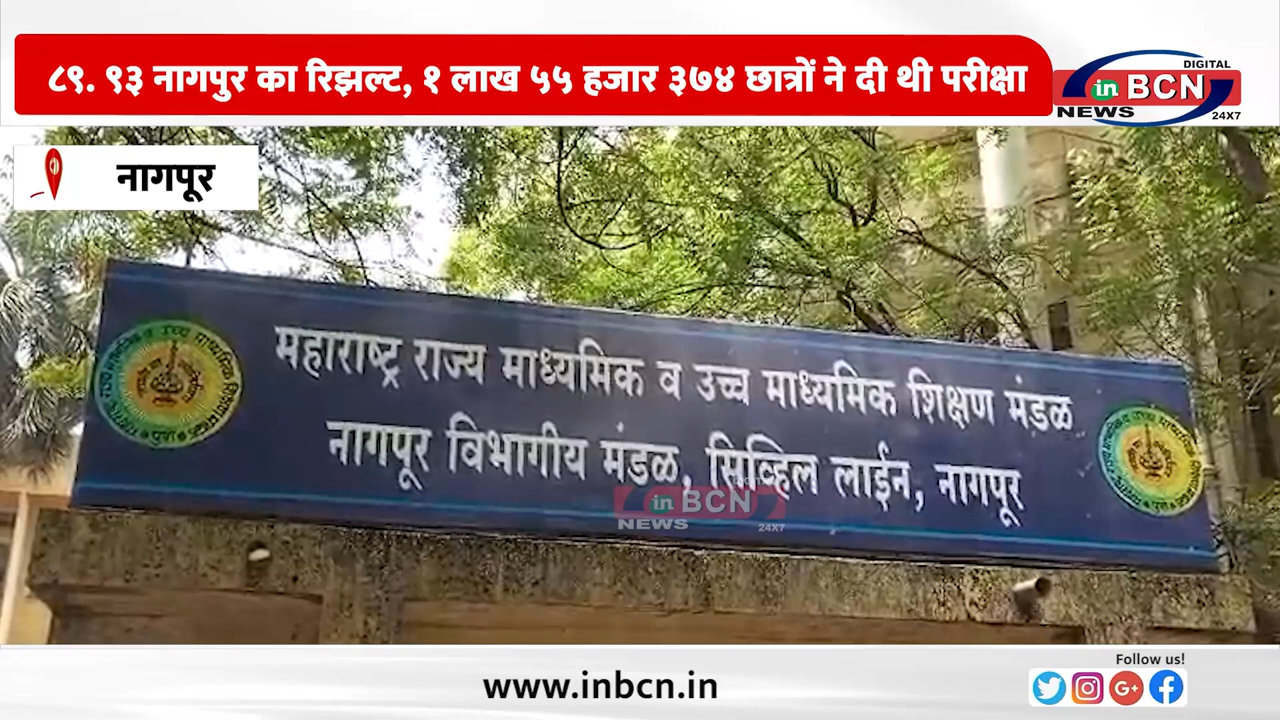 ८९. ९३ नागपुर का रिझल्ट, १ लाख ५५ हजार ३७४ छात्रों ने दी थी परीक्षा
DIGITAL
in BCN
NEWS 24X7
नागपूर
महाराष्ट्र राज्य माध्यमिक व उच्च माध्यमिक शिक्षण मंडळ
नागपूर विभागीय मंडळ, सिव्हिल लाईन, नागपूर
in BCN
NEWS 24X7
Follow us!
www.inbcn.in